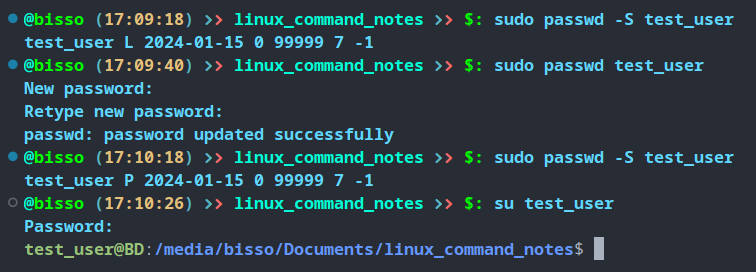 @bisso (17:09:18) >> linux_command_notes >> $: sudo passwd -S test_user
test_user L 2024-01-15 0 99999 7 -1
@bisso (17:09:40) >> linux_command_notes >> $: sudo passwd test_user
New password:
Retype new password:
passwd: password updated successfully
@bisso (17:10:18) >> linux_command_notes >> $: sudo passwd -S test_user
test_user P 2024-01-15 0 99999 7 -1
@bisso (17:10:26) >> linux_command_notes >> $: su test_user
Password:
test_user@BD:/media/bisso/Documents/linux_command_notes$